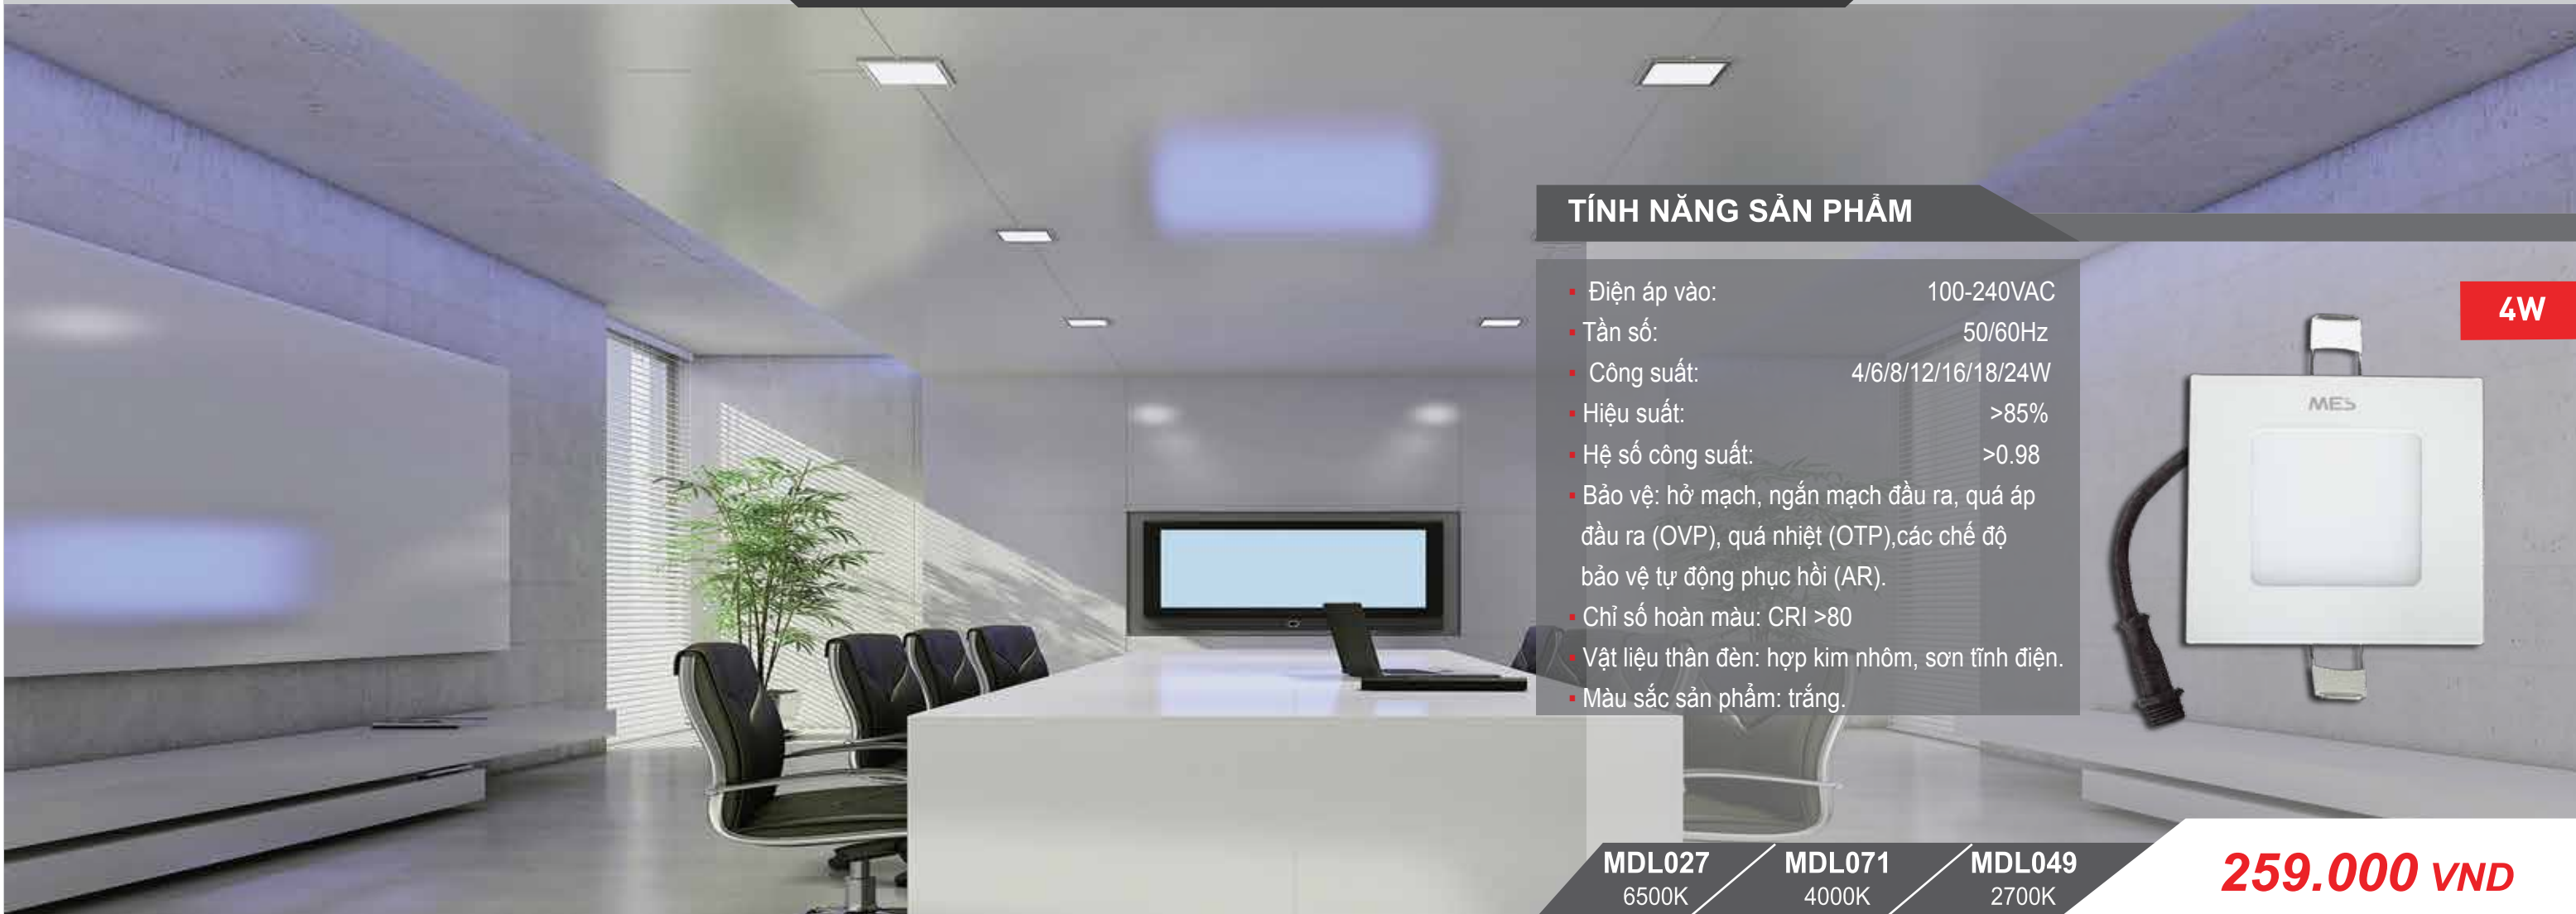 TÍNH NĂNG SẢN PHẨM
▪ Điện áp vào: 100-240VAC
▪ Tần số: 50/60Hz
▪ Công suất: 4/6/8/12/16/18/24W
▪ Hiệu suất: >85%
▪ Hệ số công suất: >0.98
▪ Bảo vệ: hở mạch, ngắn mạch đầu ra, quá áp
đầu ra (OVP), quá nhiệt (OTP),các chế độ
bảo vệ tự động phục hồi (AR).
▪ Chỉ số hoàn màu: CRI >80
▪ Vật liệu thân đèn: hợp kim nhôm, sơn tĩnh điện.
▪ Màu sắc sản phẩm: trắng.
4W
MES
MDL027 MDL071 MDL049
6500K 4000K 2700K
259.000 VND